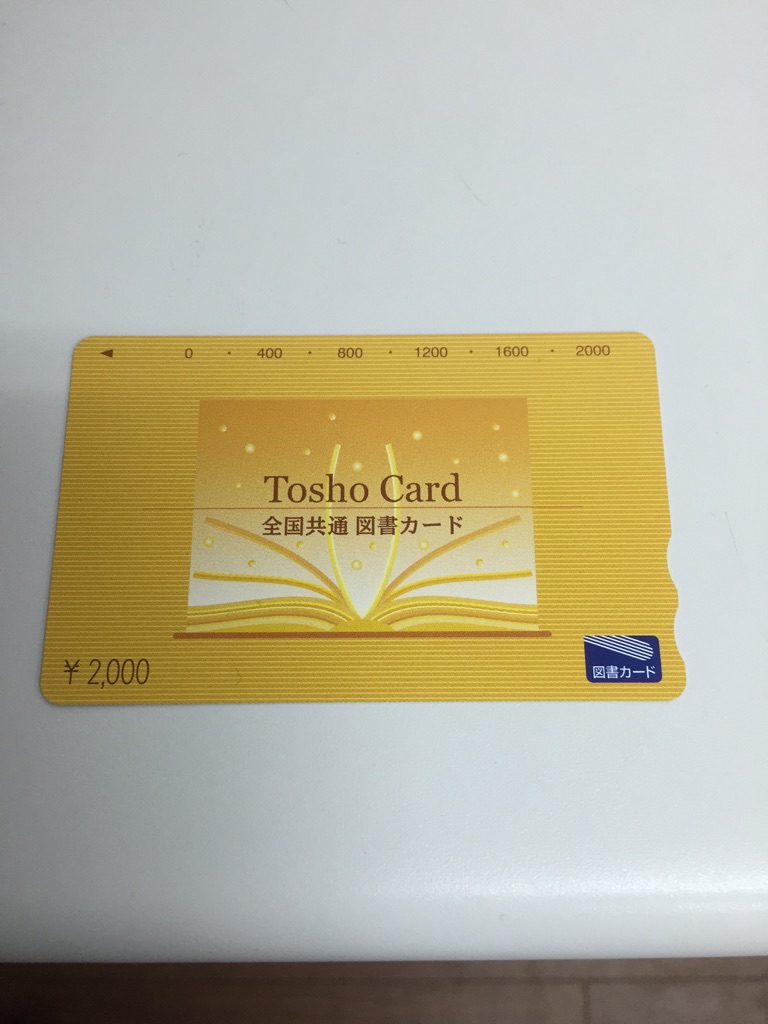 ◀ 0 ・ 400 ・ 800 ・ 1200 ・ 1600 ・ 2000
Tosho Card
全国共通 図書カード
¥ 2,000
図書カード